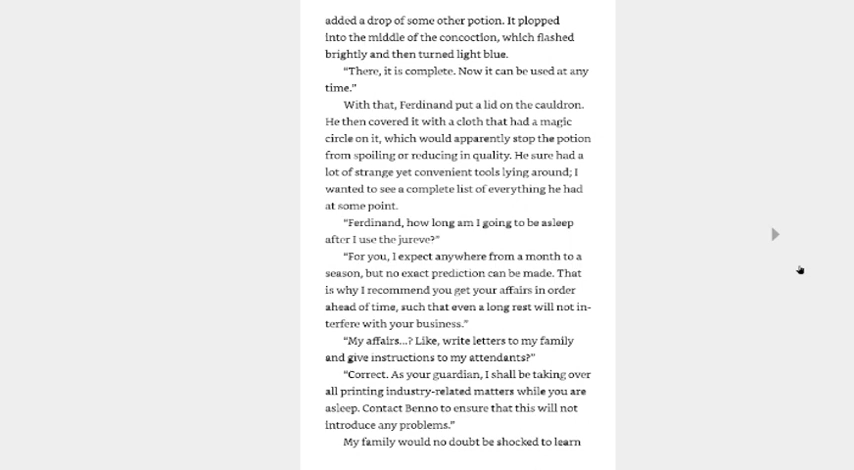 added a drop of some other potion. It plopped
into the middle of the concoction, which flashed
brightly and then turned light blue.
“There, it is complete. Now it can be used at any
time.”
With that, Ferdinand put a lid on the cauldron.
He then covered it with a cloth that had a magic
circle on it, which would apparently stop the potion
from spoiling or reducing in quality. He sure had a
lot of strange yet convenient tools lying around; I
wanted to see a complete list of everything he had
at some point.
“Ferdinand, how long am I going to be asleep
after I use the jureve?”
“For you, I expect anywhere from a month to a
season, but no exact prediction can be made. That
is why I recommend you get your affairs in order
ahead of time, such that even a long rest will not in-
terfere with your business.”
“My affairs...? Like, write letters to my family
and give instructions to my attendants?”
“Correct. As your guardian, I shall be taking over
all printing industry-related matters while you are
asleep. Contact Benno to ensure that this will not
introduce any problems.”
My family would no doubt be shocked to learn